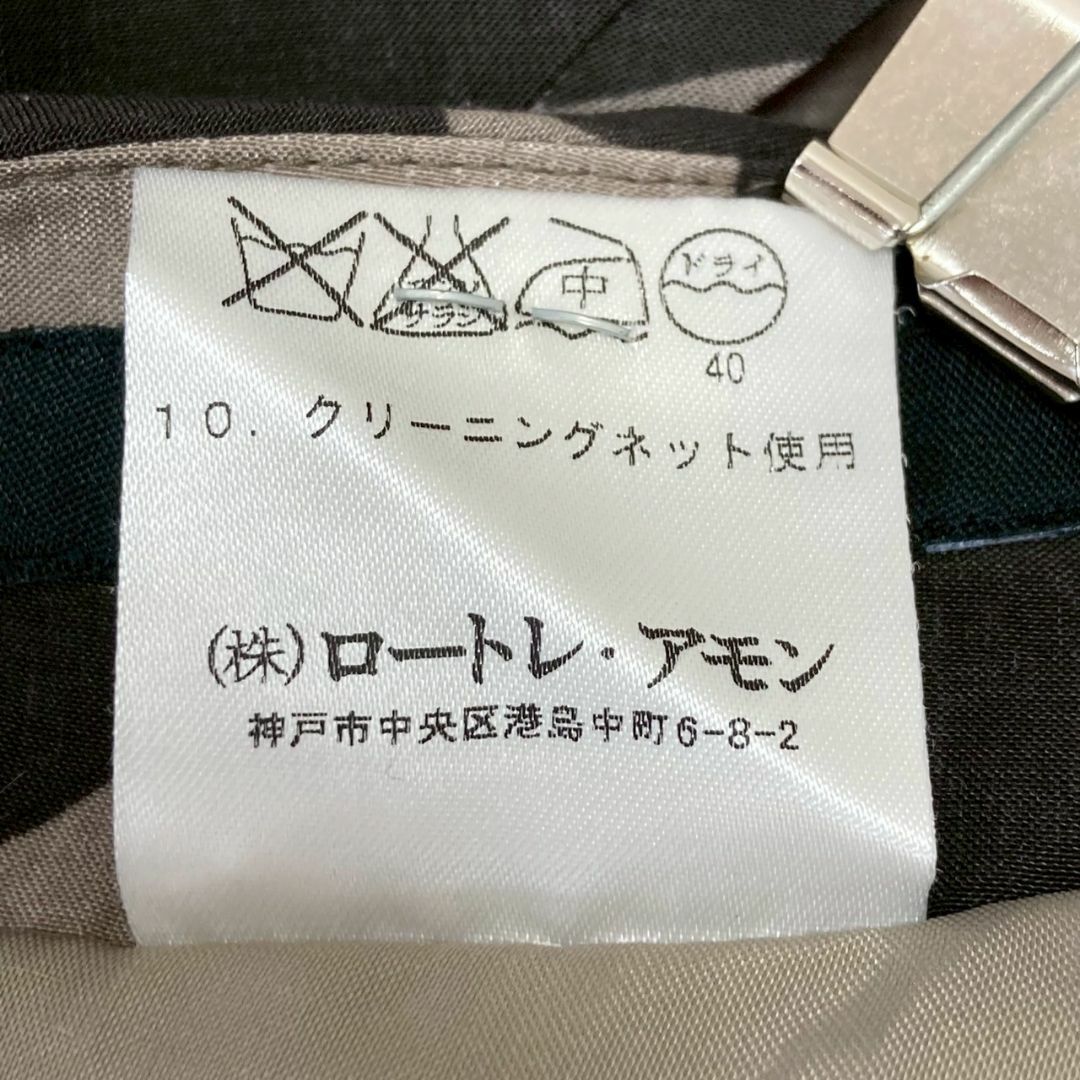 サラシ 中 ドライ
40
10. クリーニングネット使用
(株)ロートレ・アモン
神戸市中央区港島中町6-8-2